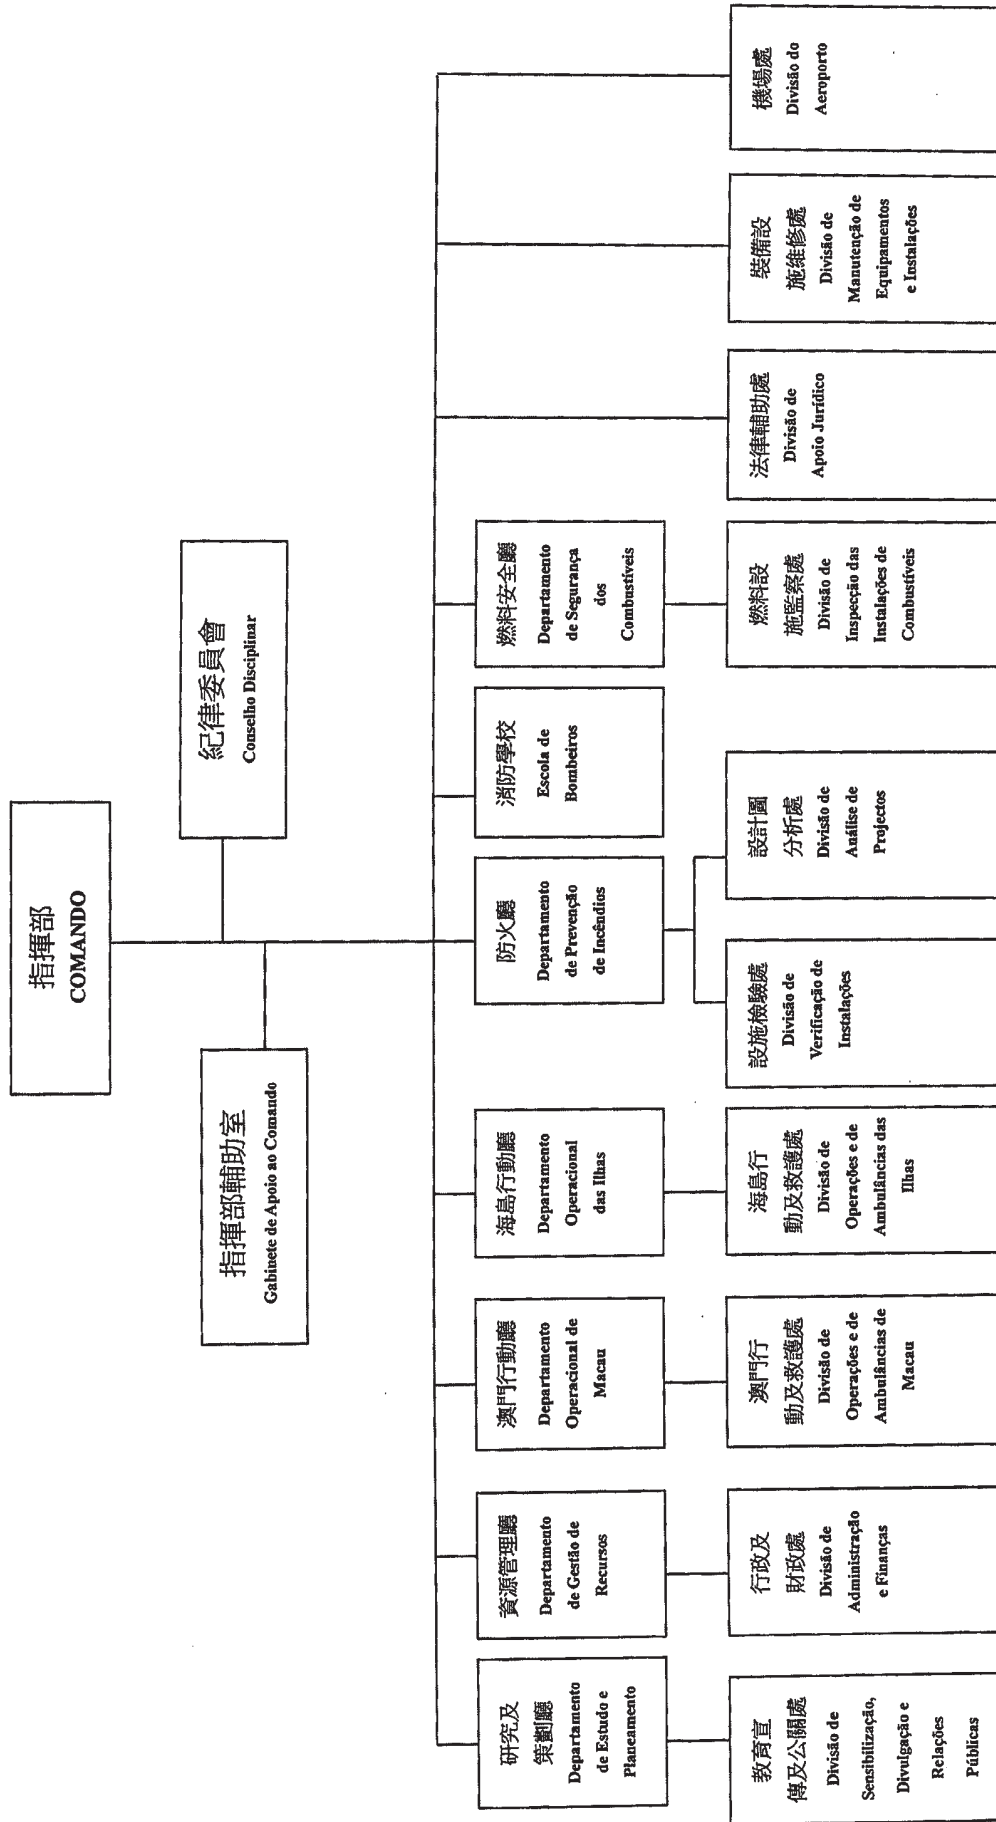 指揮部
COMANDO
紀律委員會
Conselho Disciplinar
指揮部輔助室
Gabinete de Apoio ao Comando
研究及
策劃廳
Departamento
de Estudo e
Planeamento
資源管理廳
Departamento
de Gestão de
Recursos
澳門行動廳
Departamento
Operacional de
Macau
海島行動廳
Departamento
Operacional
das Ilhas
防火廳
Departamento
de Prevenção
de Incêndios
消防學校
Escola de
Bombeiros
燃料安全廳
Departamento
de Segurança
dos
Combustíveis
教育宣
傳及公關處
Divisão de
Sensibilização,
Divulgação e
Relações
Públicas
行政及
財政處
Divisão de
Administração
e Finanças
澳門行
動及救護處
Divisão de
Operações e de
Ambulâncias de
Macau
海島行
動及救護處
Divisão de
Operações e de
Ambulâncias das
Ilhas
設施檢驗處
Divisão de
Verificação de
Instalações
設計圖
分析處
Divisão de
Análise de
Projectos
燃料設
施監察處
Divisão de
Inspecção das
Instalações de
Combustíveis
法律輔助處
Divisão de
Apoio Jurídico
裝備設
施維修處
Divisão de
Manutenção de
Equipamentos
e Instalações
機場處
Divisão do
Aeroporto